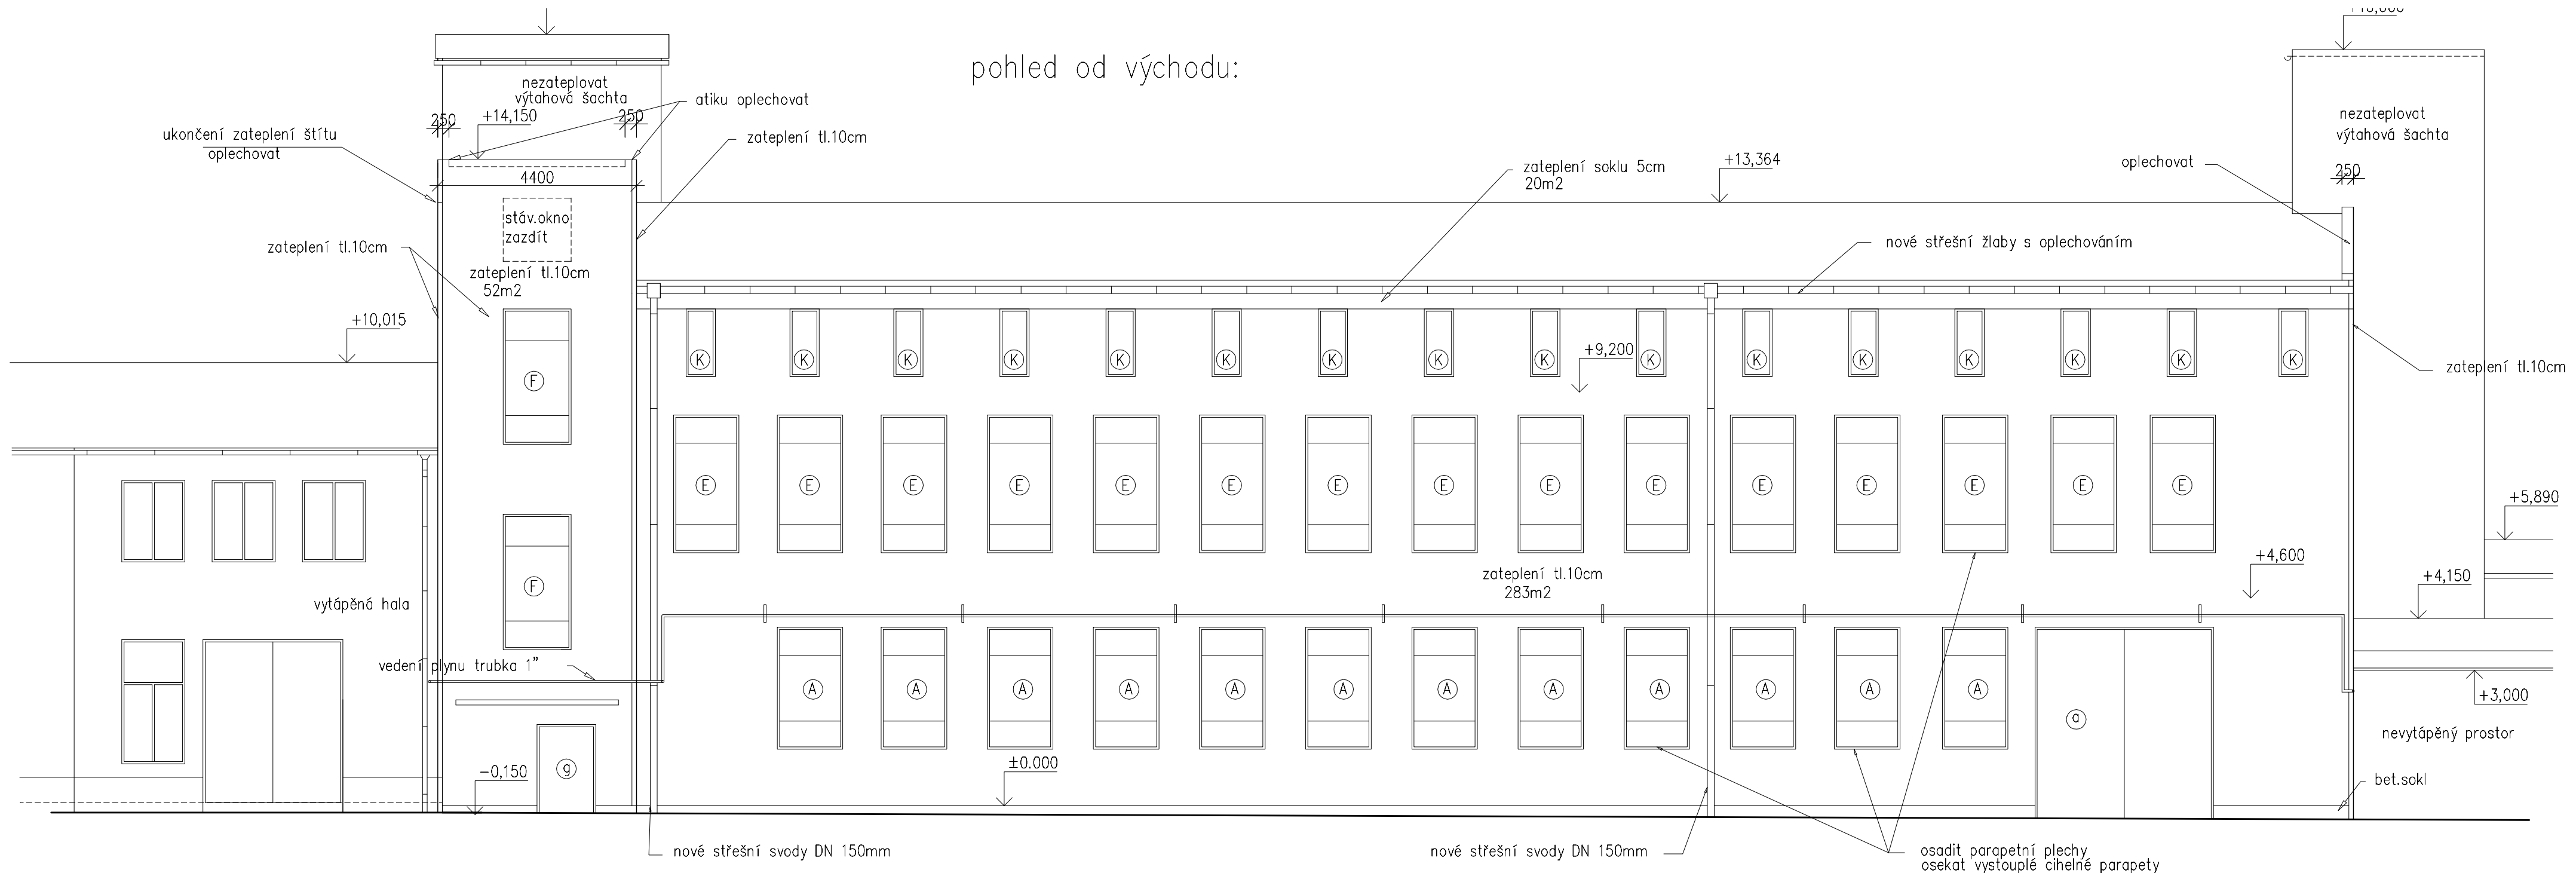 pohled od východu:
nezateplovat
výtahová šachta
250
+14,150
250
atiku oplechovat
ukončení zateplení štítu
oplechovat
zateplení tl.10cm
4400
nezateplovat
výtahová šachta
oplechovat
250
zateplení soklu 5cm
20m2
+13,364
stáv.okno
zazdít
zateplení tl.10cm
zateplení tl.10cm
52m2
nové střešní žlaby s oplechováním
+10,015
+9,200
zateplení tl.10cm
F
K K K K K K K K K K K K K K K K
E E E E E E E E E E E E E E E
+5,890
+4,600
+4,150
zateplení tl.10cm
283m2
F
vytápěná hala
vedení plynu trubka 1"
A A A A A A A A A A A A
a
+3,000
nevytápěný prostor
g
-0,150
±0.000
bet.sokl
nové střešní svody DN 150mm
nové střešní svody DN 150mm
osadit parapetní plechy
osekat vystouplé cihelné parapety